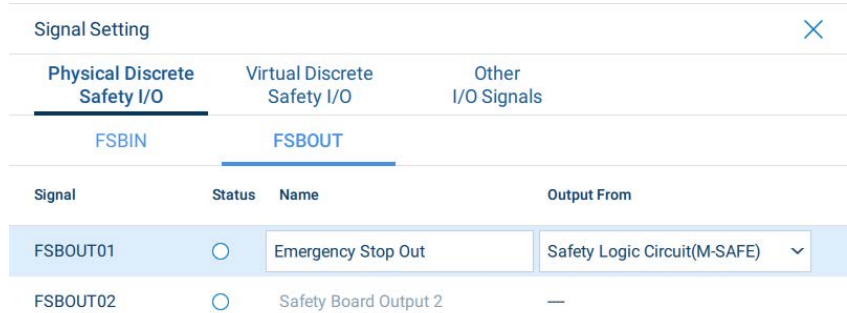 Signal Setting
Physical Discrete Virtual Discrete Other
Safety I/O Safety I/O I/O Signals
FSBIN FSBOUT
Signal Status Name Output From
FSBOUT01 Emergency Stop Out Safety Logic Circuit(M-SAFE)
FSBOUT02 Safety Board Output 2 —